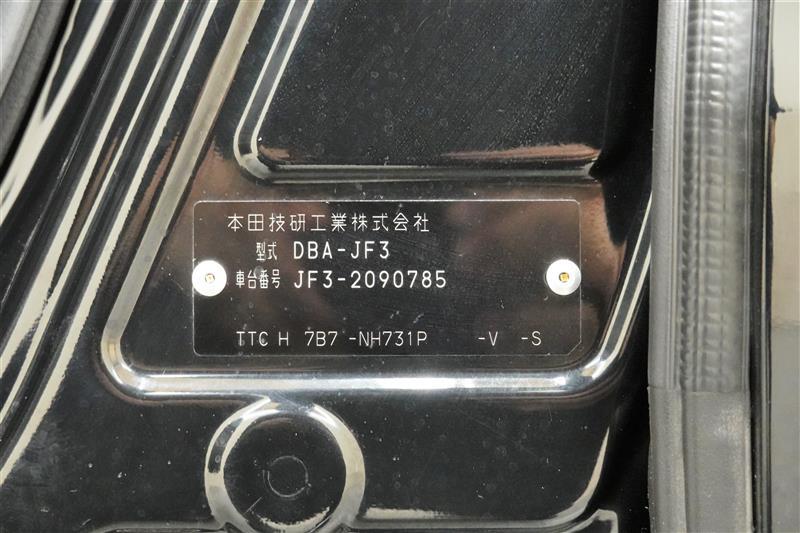 本田技研工業株式会社
型式 DBA-JF3
車台番号 JF3-2090785
TTC H 7B7 -NH731P -V -S